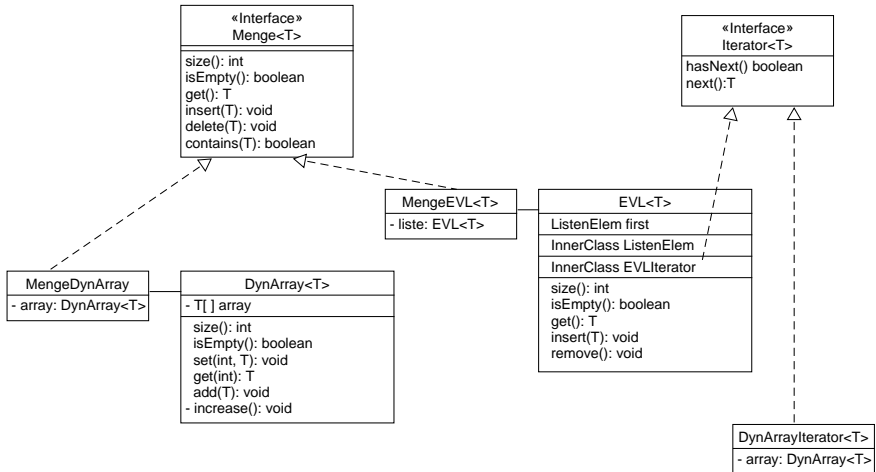 «Interface»
Menge<T>
size(): int
isEmpty(): boolean
get(): T
insert(T): void
delete(T): void
contains(T): boolean
«Interface»
Iterator<T>
hasNext() boolean
next():T
MengeEVL<T>
- liste: EVL<T>
EVL<T>
ListenElem first
InnerClass ListenElem
InnerClass EVLIterator
size(): int
isEmpty(): boolean
get(): T
insert(T): void
remove(): void
MengeDynArray
- array: DynArray<T>
DynArray<T>
- T[ ] array
size(): int
isEmpty(): boolean
set(int, T): void
get(int): T
add(T): void
- increase(): void
DynArrayIterator<T>
- array: DynArray<T>